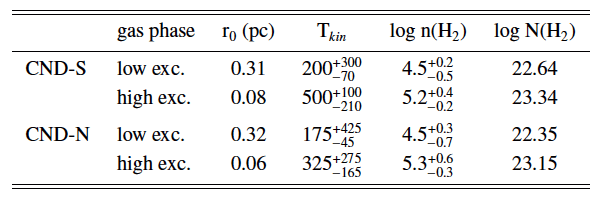 gas phase r₀ (pc) Tₖᵢₙ log n(H₂) log N(H₂)
CND-S low exc. 0.31 200⁺³⁰⁰₋₇₀ 4.5⁺⁰·²₋₀.₅ 22.64
high exc. 0.08 500⁺¹⁰⁰₋₂₁₀ 5.2⁺⁰·⁴₋₀.₂ 23.34
CND-N low exc. 0.32 175⁺⁴²⁵₋₄₅ 4.5⁺⁰·³₋₀.₇ 22.35
high exc. 0.06 325⁺²⁷⁵₋₁₆₅ 5.3⁺⁰·⁶₋₀.₃ 23.15